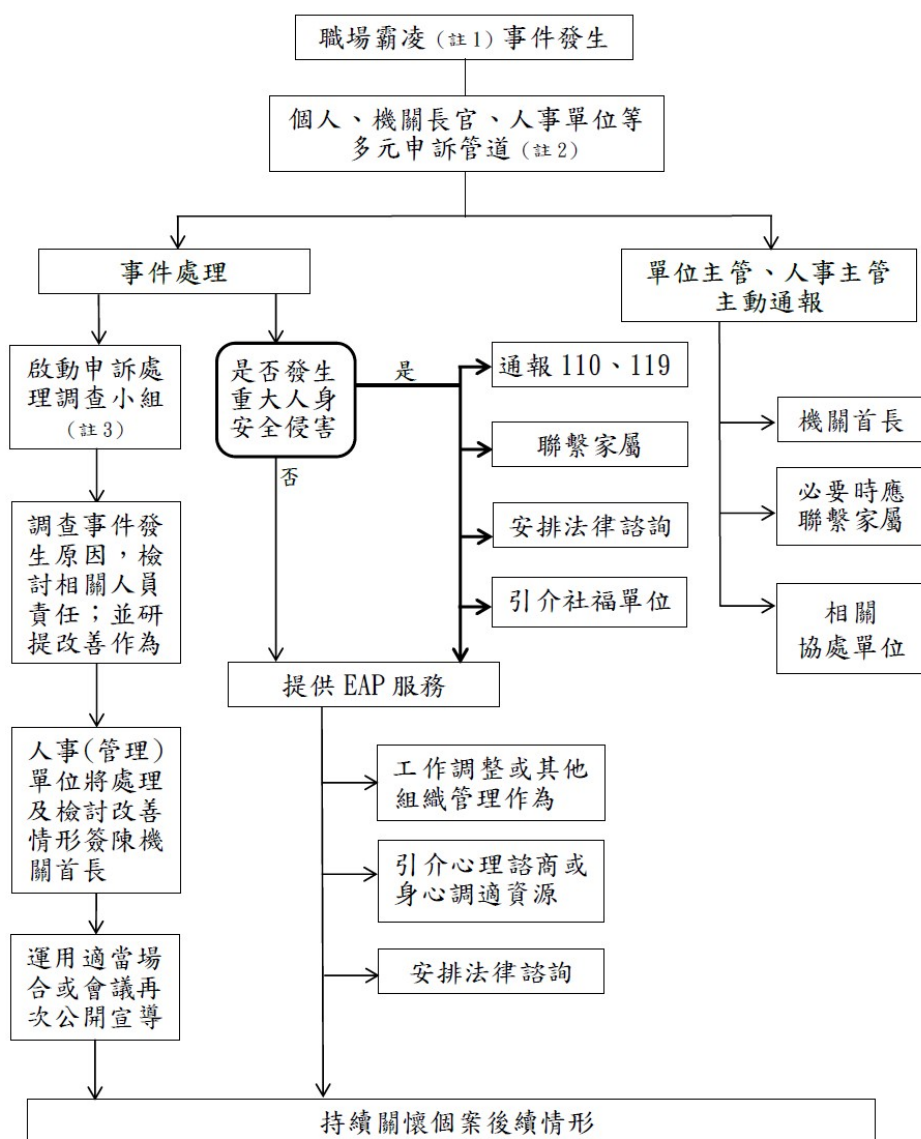 職場霸凌(註1)事件發生
個人、機關長官、人事單位等
多元申訴管道(註2)
事件處理
單位主管、人事主管
主動通報
啟動申訴處
理調查小組
(註3)
是否發生
重大人身
安全侵害
是
否
通報110、119
聯繫家屬
安排法律諮詢
引介社福單位
機關首長
必要時應
聯繫家屬
相關
協處單位
調查事件發
生原因，檢
討相關人員
責任；並研
提改善作為
提供EAP服務
人事(管理)
單位將處理
及檢討改善
情形簽陳機
關首長
工作調整或其他
組織管理作為
引介心理諮商或
身心調適資源
安排法律諮詢
運用適當場
合或會議再
次公開宣導
持續關懷個案後續情形